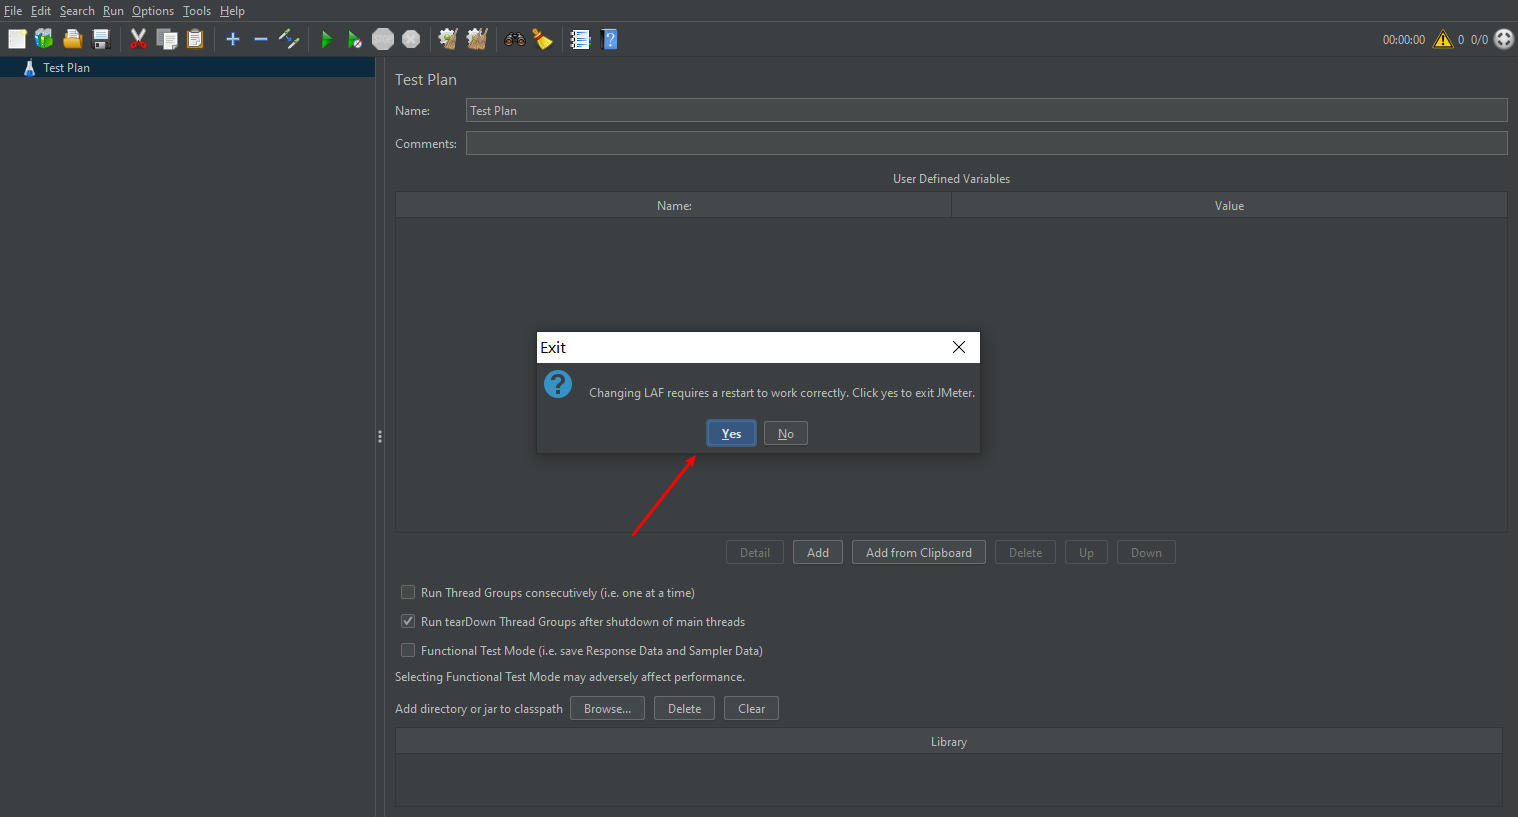 File Edit Search Run Options Tools Help
STOP
00:00:00 0 0/0
Test Plan
Test Plan
Name: Test Plan
Comments:
User Defined Variables
Name: Value
Exit
Changing LAF requires a restart to work correctly. Click yes to exit JMeter.
Yes No
Detail Add Add from Clipboard Delete Up Down
Run Thread Groups consecutively (i.e. one at a time)
Run tearDown Thread Groups after shutdown of main threads
Functional Test Mode (i.e. save Response Data and Sampler Data)
Selecting Functional Test Mode may adversely affect performance.
Add directory or jar to classpath Browse... Delete Clear
Library